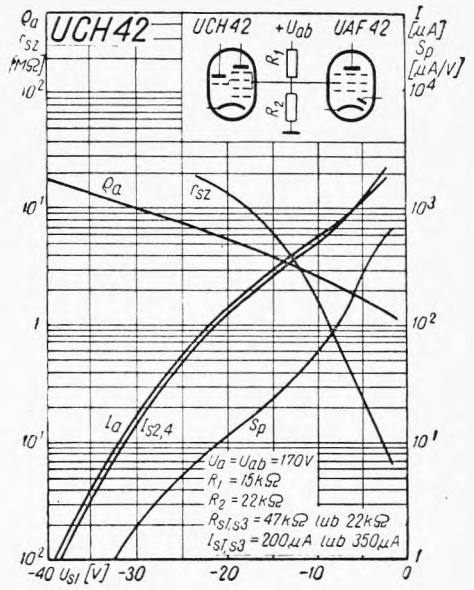 ρa
rsz
[MΩ]
UCH42
UCH42 +Uab UAF42
R1
R2
I
[μA]
Sp
[μA/V]
10²
10¹
1
10¹
10²
10⁴
10³
10²
10¹
1
ρa
rsz
Ia
Is2,4
Sp
Ua = Uab = 170V
R1 = 15kΩ
R2 = 22kΩ
RsT,s3 = 47kΩ lub 22kΩ
IsT,s3 = 200μA lub 350μA
-40 Us1 [V] -30 -20 -10 0